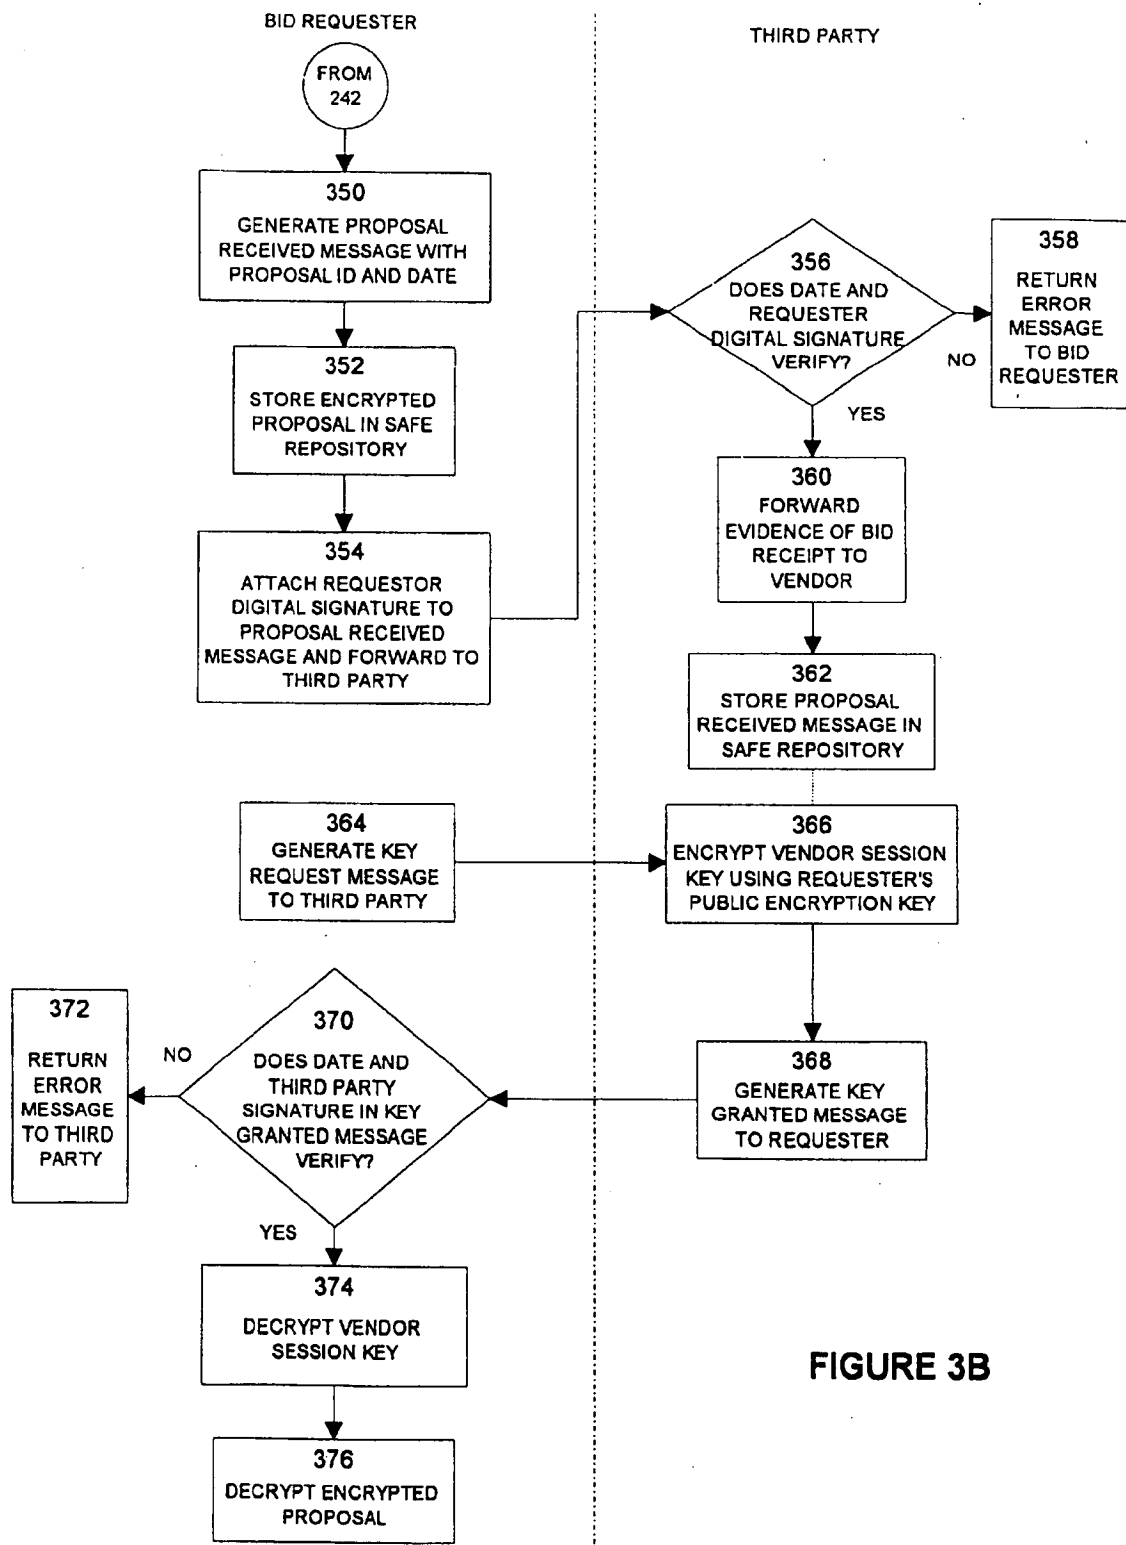 BID REQUESTER
THIRD PARTY
FROM
242
350
GENERATE PROPOSAL
RECEIVED MESSAGE WITH
PROPOSAL ID AND DATE
352
STORE ENCRYPTED
PROPOSAL IN SAFE
REPOSITORY
354
ATTACH REQUESTOR
DIGITAL SIGNATURE TO
PROPOSAL RECEIVED
MESSAGE AND FORWARD TO
THIRD PARTY
356
DOES DATE AND
REQUESTER
DIGITAL SIGNATURE
VERIFY?
NO
358
RETURN
ERROR
MESSAGE
TO BID
REQUESTER
YES
360
FORWARD
EVIDENCE OF BID
RECEIPT TO
VENDOR
362
STORE PROPOSAL
RECEIVED MESSAGE IN
SAFE REPOSITORY
364
GENERATE KEY
REQUEST MESSAGE
TO THIRD PARTY
366
ENCRYPT VENDOR SESSION
KEY USING REQUESTER'S
PUBLIC ENCRYPTION KEY
368
GENERATE KEY
GRANTED MESSAGE
TO REQUESTER
370
DOES DATE AND
THIRD PARTY
SIGNATURE IN KEY
GRANTED MESSAGE
VERIFY?
NO
372
RETURN
ERROR
MESSAGE
TO THIRD
PARTY
YES
374
DECRYPT VENDOR
SESSION KEY
376
DECRYPT ENCRYPTED
PROPOSAL
FIGURE 3B